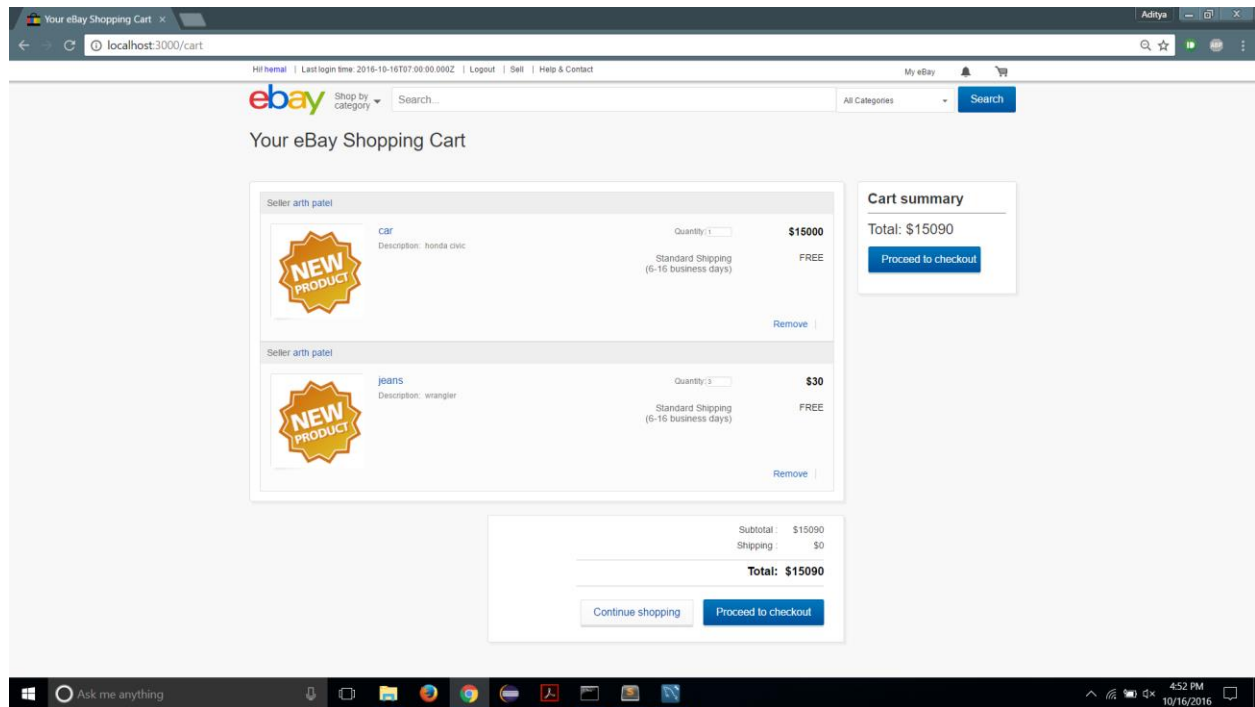 Your eBay Shopping Cart
Aditya
localhost:3000/cart
Hi! hemal | Last login time: 2016-10-16T07:00:00.000Z | Logout | Sell | Help & Contact
My eBay
ebay
Shop by category
Search...
All Categories
Search
Your eBay Shopping Cart
Seller arth patel
NEW PRODUCT
car
Description: honda civic
Quantity: 1
$15000
Standard Shipping
FREE
(6-16 business days)
Remove |
Seller arth patel
NEW PRODUCT
jeans
Description: wrangler
Quantity: 3
$30
Standard Shipping
FREE
(6-16 business days)
Remove |
Cart summary
Total: $15090
Proceed to checkout
Subtotal : $15090
Shipping : $0
Total: $15090
Continue shopping
Proceed to checkout
Ask me anything
4:52 PM
10/16/2016